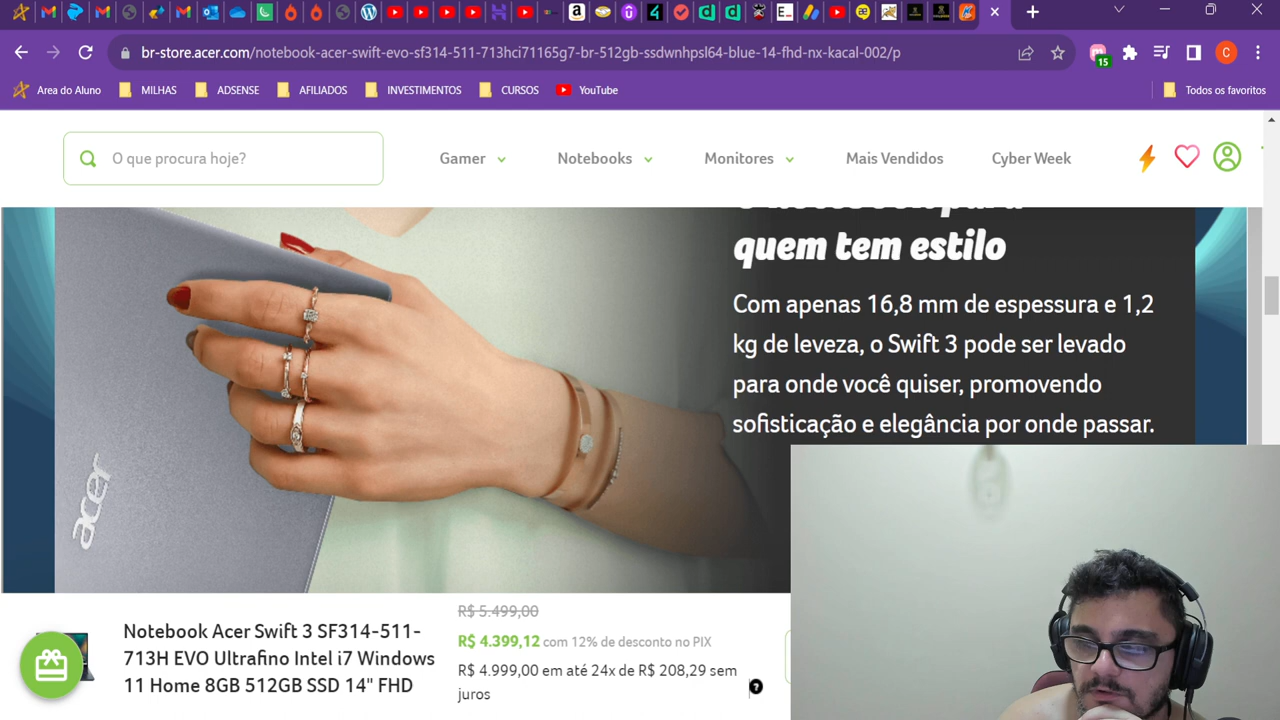 4
E..
br-store.acer.com/notebook-acer-swift-evo-sf314-511-713hci71165g7-br-512gb-ssdwnhpsl64-blue-14-fhd-nx-kacal-002/p
15
C
Area do Aluno
MILHAS
ADSENSE
AFILIADOS
INVESTIMENTOS
CURSOS
YouTube
Todos os favoritos
O que procura hoje?
Gamer
Notebooks
Monitores
Mais Vendidos
Cyber Week
quem tem estilo
Com apenas 16,8 mm de espessura e 1,2
kg de leveza, o Swift 3 pode ser levado
para onde você quiser, promovendo
sofisticação e elegância por onde passar.
acer
Notebook Acer Swift 3 SF314-511-
713H EVO Ultrafino Intel i7 Windows
11 Home 8GB 512GB SSD 14" FHD
R$ 5.499,00
R$ 4.399,12 com 12% de desconto no PIX
R$ 4.999,00 em até 24x de R$ 208,29 sem
juros
?